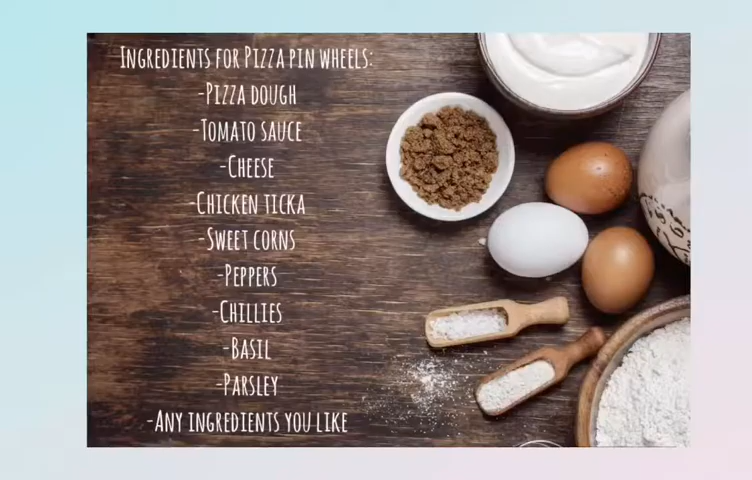 Ingredients for Pizza pin wheels:
-Pizza dough
-Tomato sauce
-Cheese
-Chicken ticka
-Sweet corns
-Peppers
-Chillies
-Basil
-Parsley
-Any ingredients you like